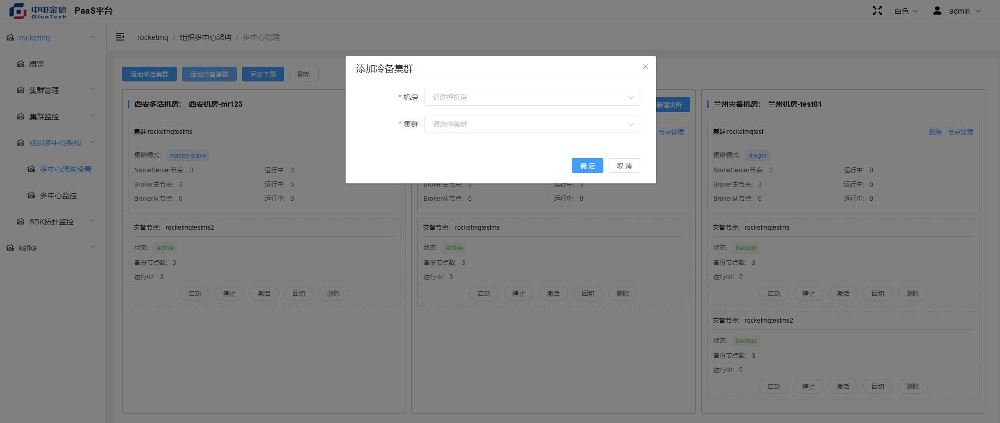 中电金信
GienTech
PaaS平台
白色
admin
rocketmq
概览
集群管理
集群监控
组织多中心架构
多中心架构设置
多中心监控
SDK拓扑监控
kafka
rocketmq / 组织多中心架构 / 多中心管理
添加多活集群
添加冷备集群
同步主题
刷新
添加冷备集群
* 机房
请选择机房
* 集群
请选择集群
确 定
取 消
西安多活机房: 西安机房-mr123
集群:rocketmqtestms
集群模式: master-slave
NameServer节点: 3 运行中: 3
Broker主节点: 3 运行中: 3
Broker从节点: 6 运行中: 0
灾备节点: rocketmqtestms2
状态: active
备份节点数: 3
运行中: 3
启动 停止 激活 回切 删除
新增灾备
节点管理
Broker主节点: 3 运行中: 3
Broker从节点: 6 运行中: 0
灾备节点: rocketmqtestms
状态: active
备份节点数: 3
运行中: 3
启动 停止 激活 回切 删除
兰州灾备机房: 兰州机房-test01
集群:rocketmqtest 删除 节点管理
集群模式: dleger
NameServer节点: 3 运行中: 0
Broker主节点: 3 运行中: 0
Broker从节点: 6 运行中: 0
灾备节点: rocketmqtestms
状态: backup
备份节点数: 3
运行中: 0
启动 停止 激活 回切 删除
灾备节点: rocketmqtestms2
状态: backup
备份节点数: 3
运行中: 0
启动 停止 激活 回切 删除